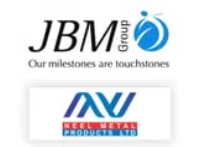 JBM Group
Our milestones are touchstones
NEEL METAL
PRODUCTS LTD